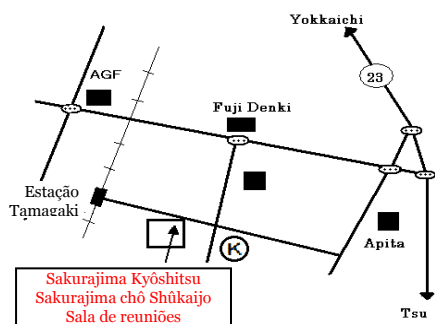 Yokkaichi
23
AGF
Fuji Denki
Estação
Tamagaki
K
Apita
Tsu
Sakurajima Kyôshitsu
Sakurajima chô Shûkaijo
Sala de reuniões